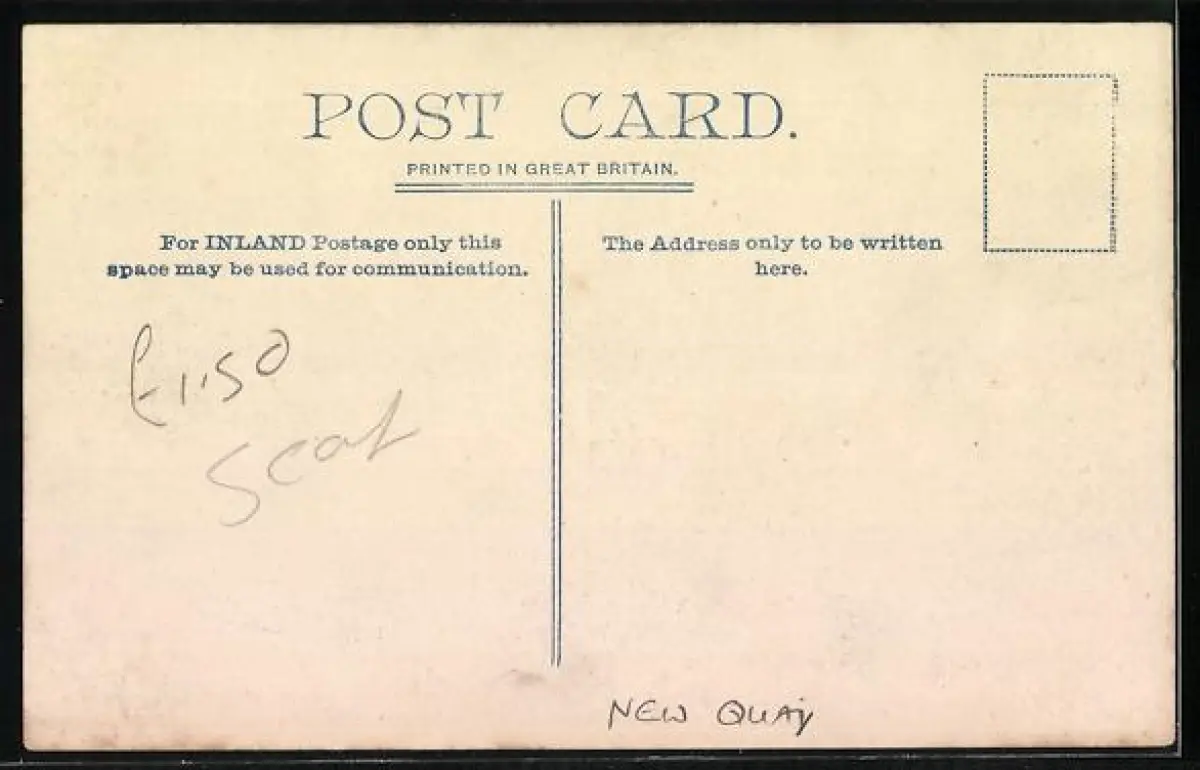 POST CARD.
PRINTED IN GREAT BRITAIN.
For INLAND Postage only this
space may be used for communication.
The Address only to be written
here.
£1.50
Scot
NEW QUAY